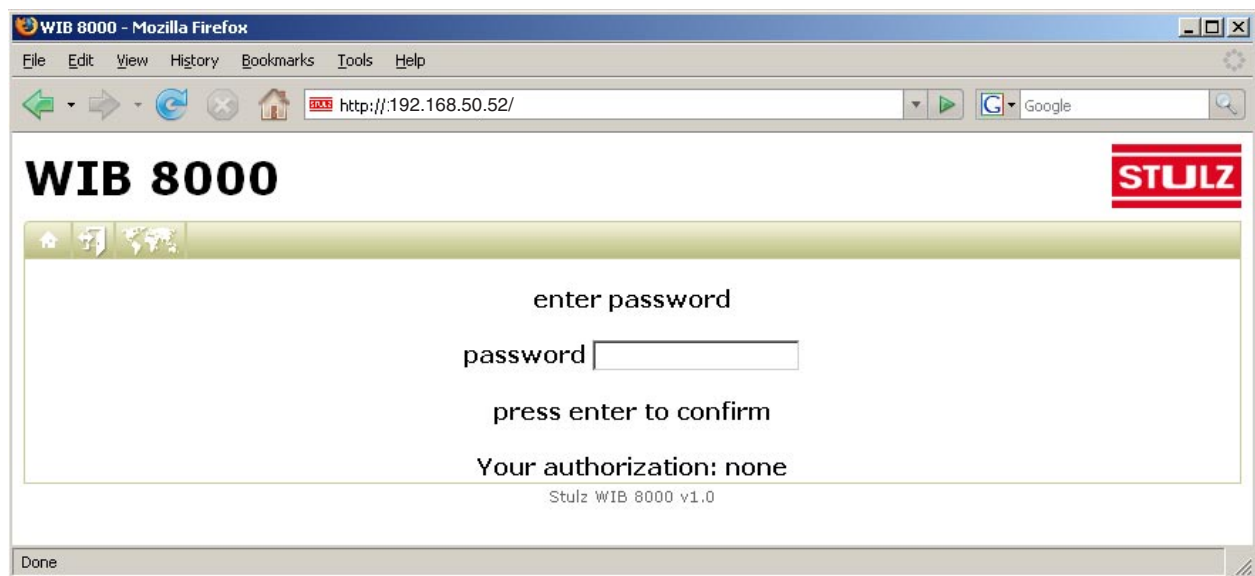 WIB 8000 - Mozilla Firefox
File Edit View History Bookmarks Tools Help
STULZ http://:192.168.50.52/ G Google
WIB 8000 STULZ
enter password
password
press enter to confirm
Your authorization: none
Stulz WIB 8000 v1.0
Done